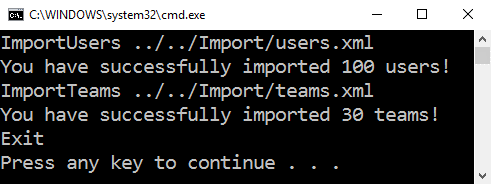 C:\WINDOWS\system32\cmd.exe
ImportUsers ../../Import/users.xml
You have successfully imported 100 users!
ImportTeams ../../Import/teams.xml
You have successfully imported 30 teams!
Exit
Press any key to continue . . .